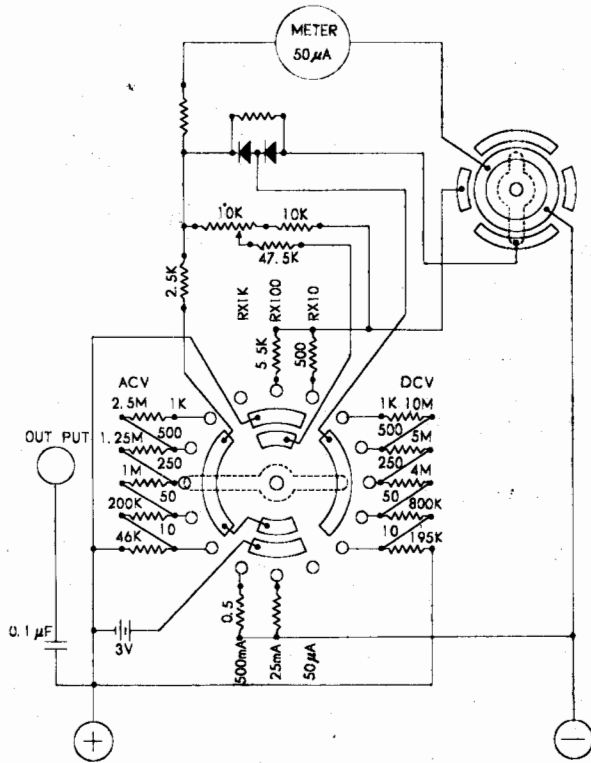 METER
50μA
10K
10K
47.5K
2.5K
RX1K
RX100
RX10
5.5K
500
ACV
DCV
2.5M
1K
1K
10M
500
500
OUT PUT
1.25M
5M
250
250
1M
4M
50
50
200K
800K
10
10
46K
195K
0.1μF
3V
0.5
500mA
25mA
50μA
+
−